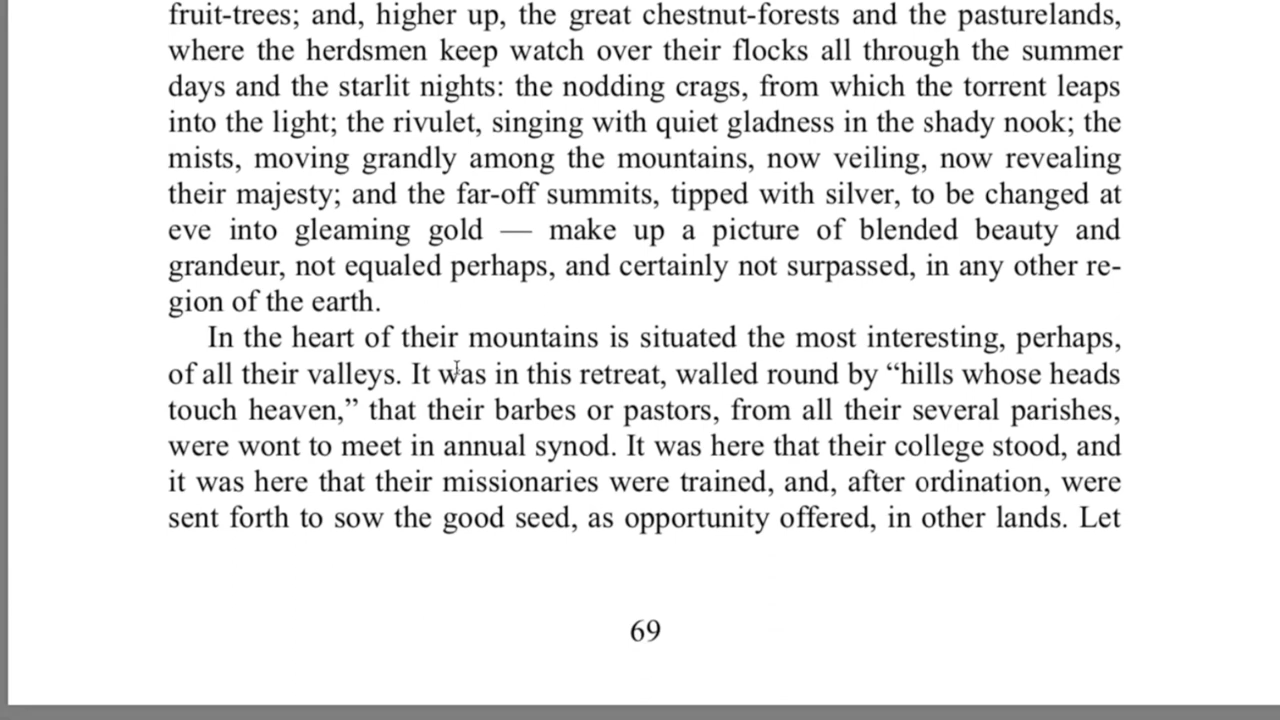 fruit-trees; and, higher up, the great chestnut-forests and the pasturelands,
where the herdsmen keep watch over their flocks all through the summer
days and the starlit nights: the nodding crags, from which the torrent leaps
into the light; the rivulet, singing with quiet gladness in the shady nook; the
mists, moving grandly among the mountains, now veiling, now revealing
their majesty; and the far-off summits, tipped with silver, to be changed at
eve into gleaming gold — make up a picture of blended beauty and
grandeur, not equaled perhaps, and certainly not surpassed, in any other re-
gion of the earth.
In the heart of their mountains is situated the most interesting, perhaps,
of all their valleys. It was in this retreat, walled round by “hills whose heads
touch heaven,” that their barbes or pastors, from all their several parishes,
were wont to meet in annual synod. It was here that their college stood, and
it was here that their missionaries were trained, and, after ordination, were
sent forth to sow the good seed, as opportunity offered, in other lands. Let
69